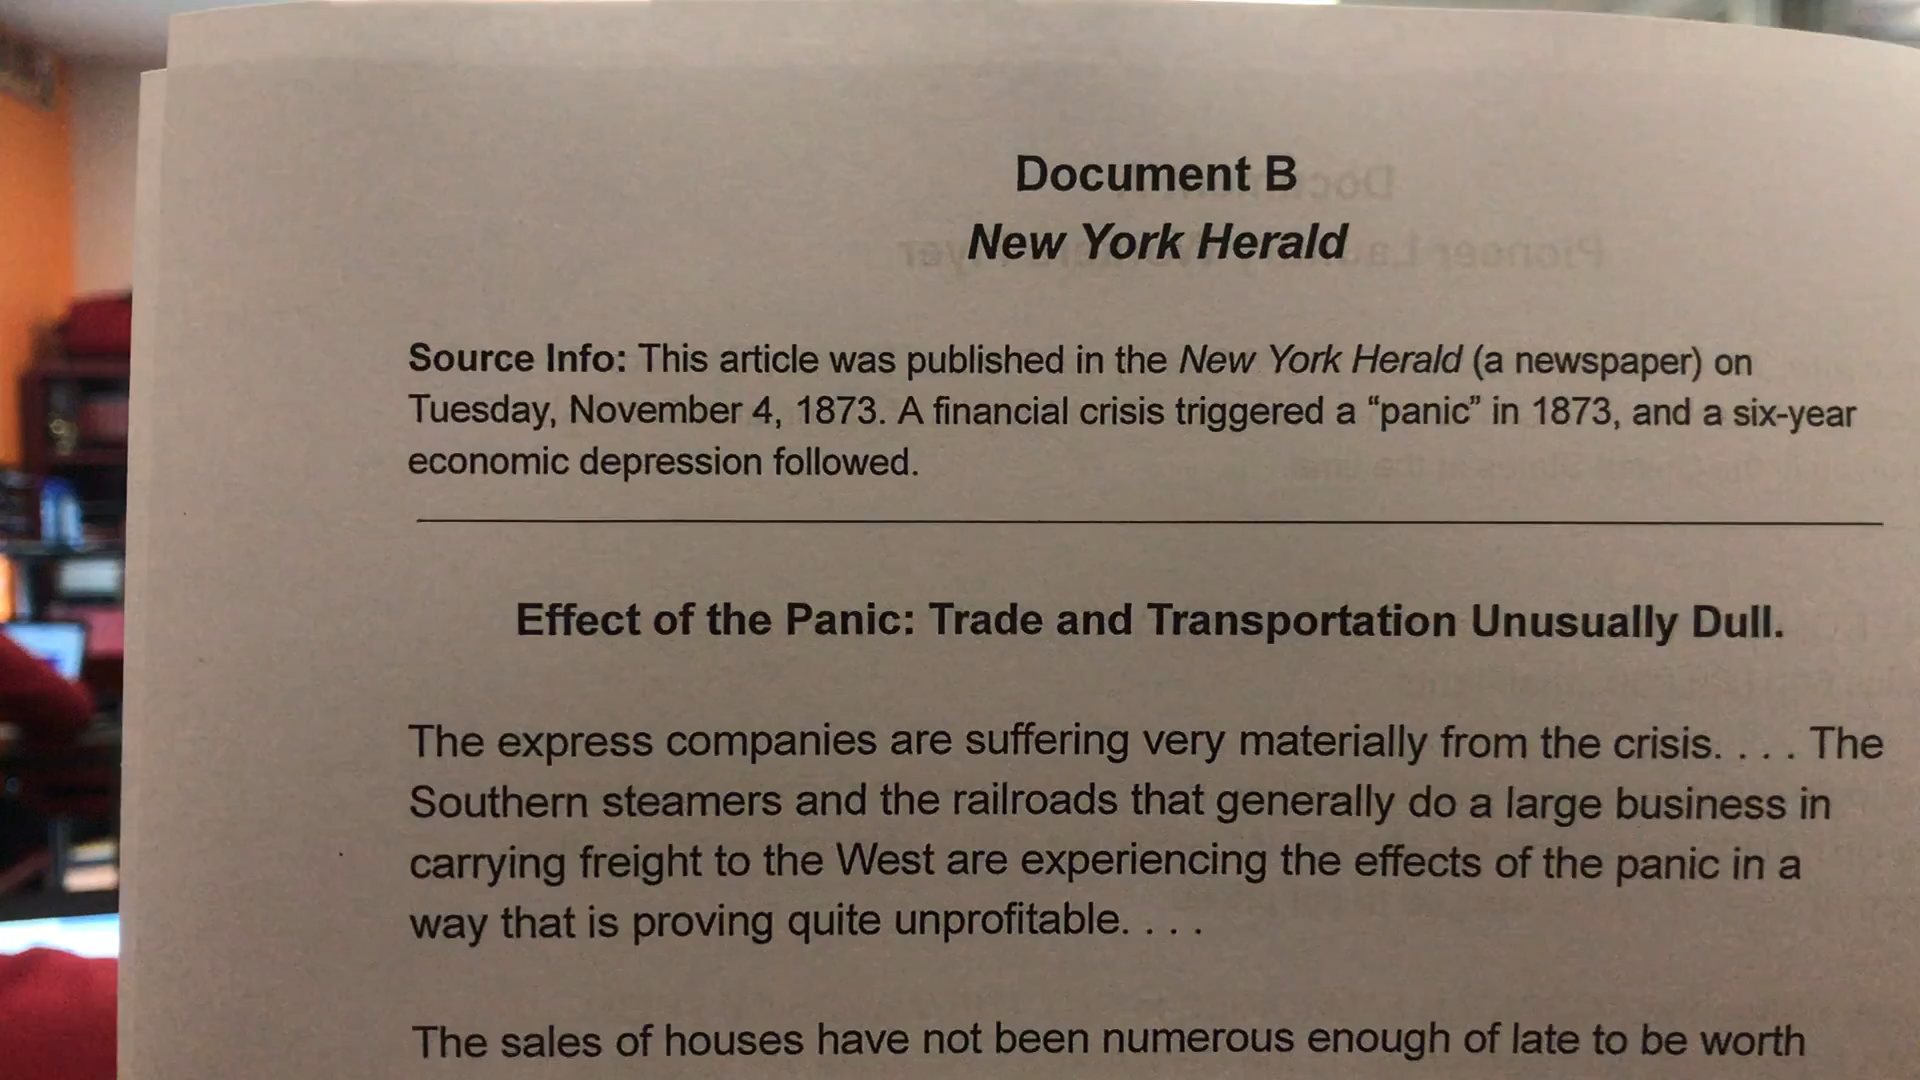 Document B
New York Herald
Source Info: This article was published in the New York Herald (a newspaper) on
Tuesday, November 4, 1873. A financial crisis triggered a “panic” in 1873, and a six-year
economic depression followed.
Effect of the Panic: Trade and Transportation Unusually Dull.
The express companies are suffering very materially from the crisis. . . . The
Southern steamers and the railroads that generally do a large business in
carrying freight to the West are experiencing the effects of the panic in a
way that is proving quite unprofitable. . . .
The sales of houses have not been numerous enough of late to be worth